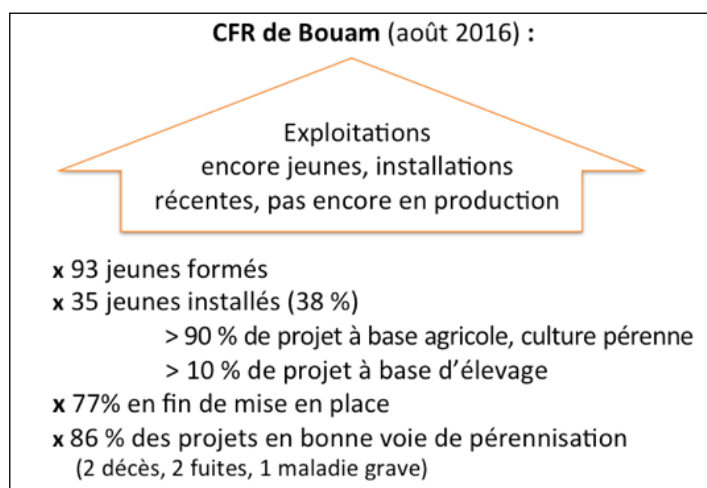 CFR de Bouam (août 2016) :
Exploitations
encore jeunes, installations
récentes, pas encore en production
x 93 jeunes formés
x 35 jeunes installés (38 %)
> 90 % de projet à base agricole, culture pérenne
> 10 % de projet à base d'élevage
x 77% en fin de mise en place
x 86 % des projets en bonne voie de pérennisation
(2 décès, 2 fuites, 1 maladie grave)